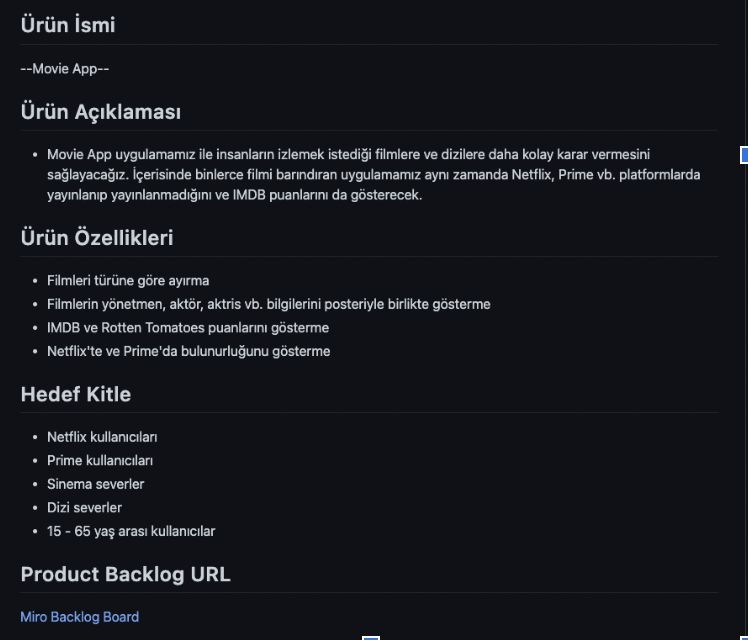 Ürün İsmi
--Movie App--
Ürün Açıklaması
• Movie App uygulamamız ile insanların izlemek istediği filmlere ve dizilere daha kolay karar vermesini
sağlayacağız. İçerisinde binlerce filmi barındıran uygulamamız aynı zamanda Netflix, Prime vb. platformlarda
yayınlanıp yayınlanmadığını ve IMDB puanlarını da gösterecek.
Ürün Özellikleri
• Filmleri türüne göre ayırma
• Filmlerin yönetmen, aktör, aktris vb. bilgilerini posteriyle birlikte gösterme
• IMDB ve Rotten Tomatoes puanlarını gösterme
• Netflix'te ve Prime'da bulunurluğunu gösterme
Hedef Kitle
• Netflix kullanıcıları
• Prime kullanıcıları
• Sinema severler
• Dizi severler
• 15 - 65 yaş arası kullanıcılar
Product Backlog URL
Miro Backlog Board